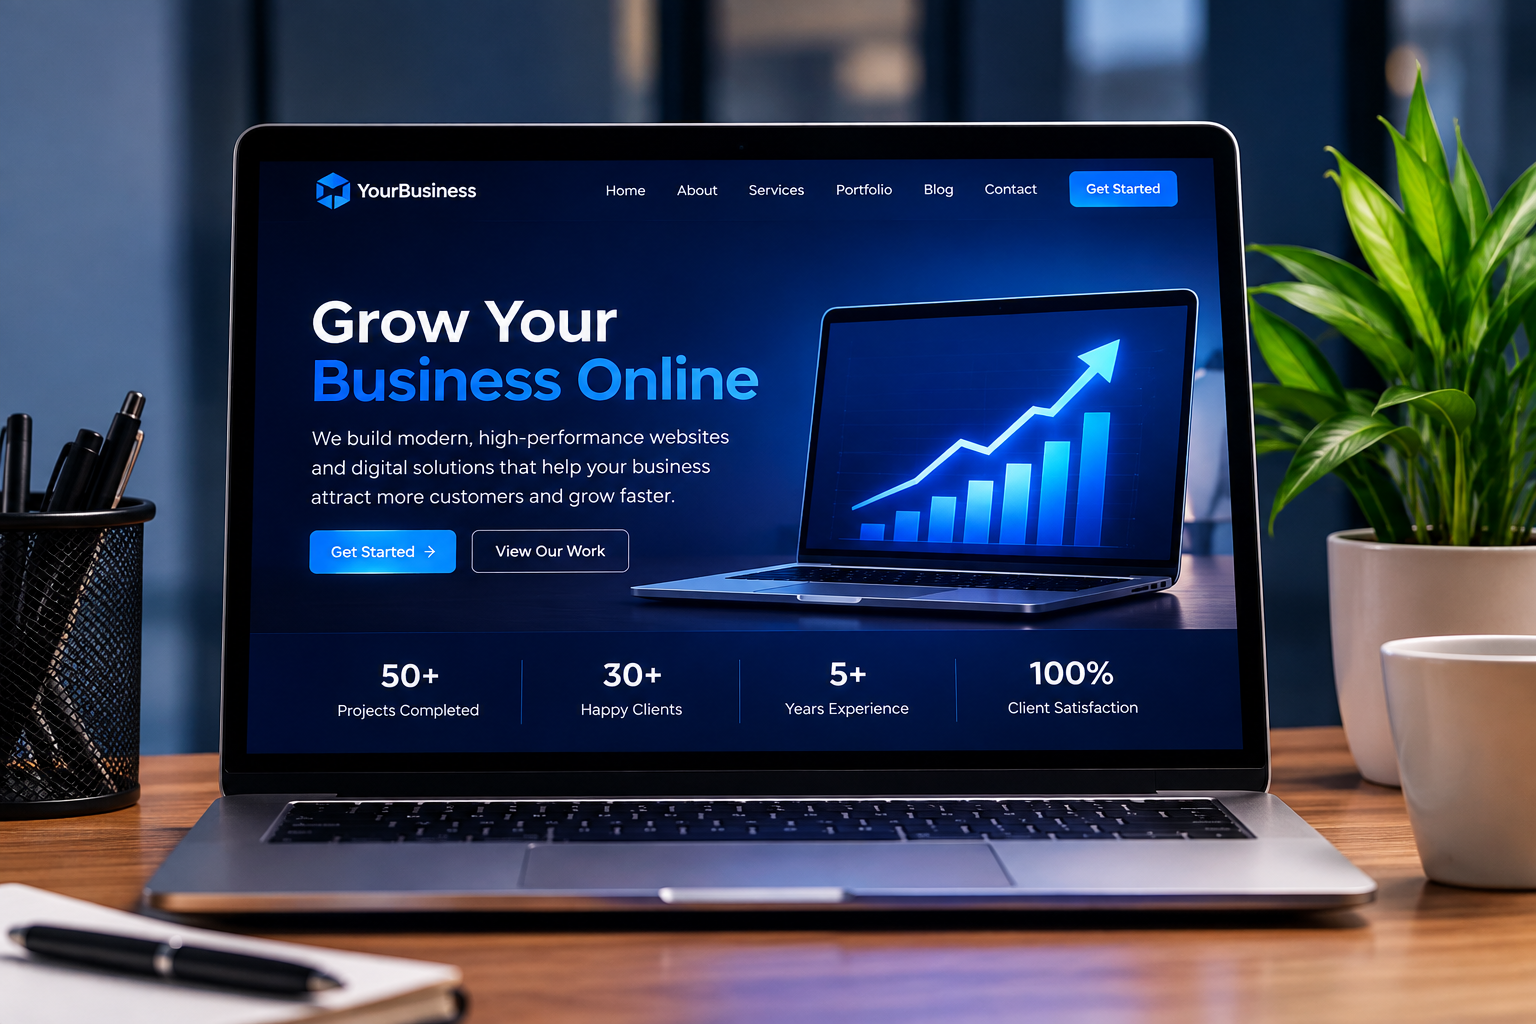 YourBusiness
Home About Services Portfolio Blog Contact Get Started
Grow Your
Business Online
We build modern, high-performance websites
and digital solutions that help your business
attract more customers and grow faster.
Get Started → View Our Work
50+ 30+ 5+ 100%
Projects Completed Happy Clients Years Experience Client Satisfaction